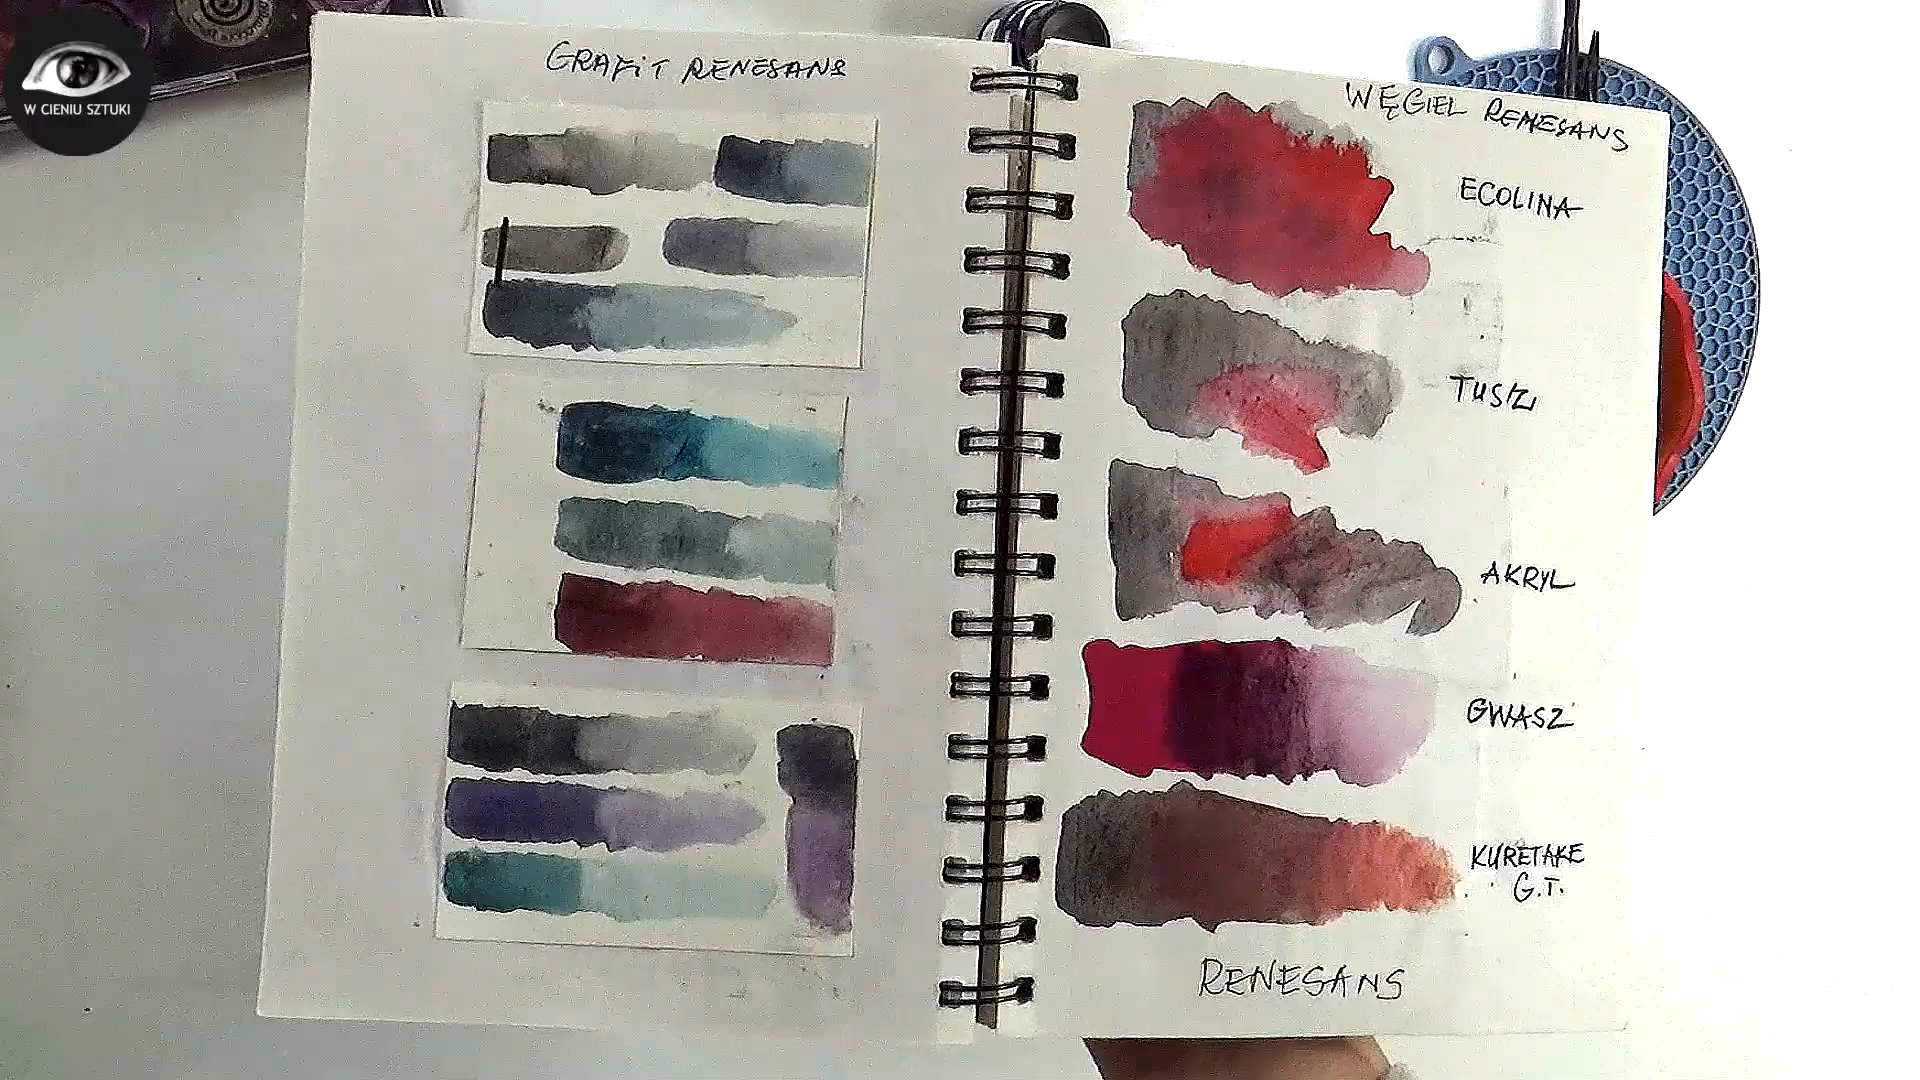 W CIENIU SZTUKI
GRAFiT RENESANS
WĘGIEL RENESANS
ECOLINA
TUSZ
AKRYL
GWASZ
KURETAKE
G.T.
RENESANS